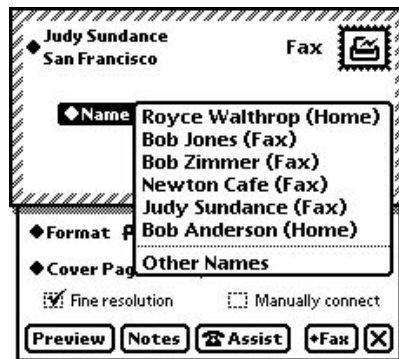 ◆Judy Sundance
◆San Francisco
Fax
◆Name
Royce Walthrop (Home)
Bob Jones (Fax)
Bob Zimmer (Fax)
Newton Cafe (Fax)
Judy Sundance (Fax)
Bob Anderson (Home)
Other Names
◆Format
◆Cover Pag
Fine resolution
Manually connect
Preview
Notes
☎ Assist
◆Fax
X